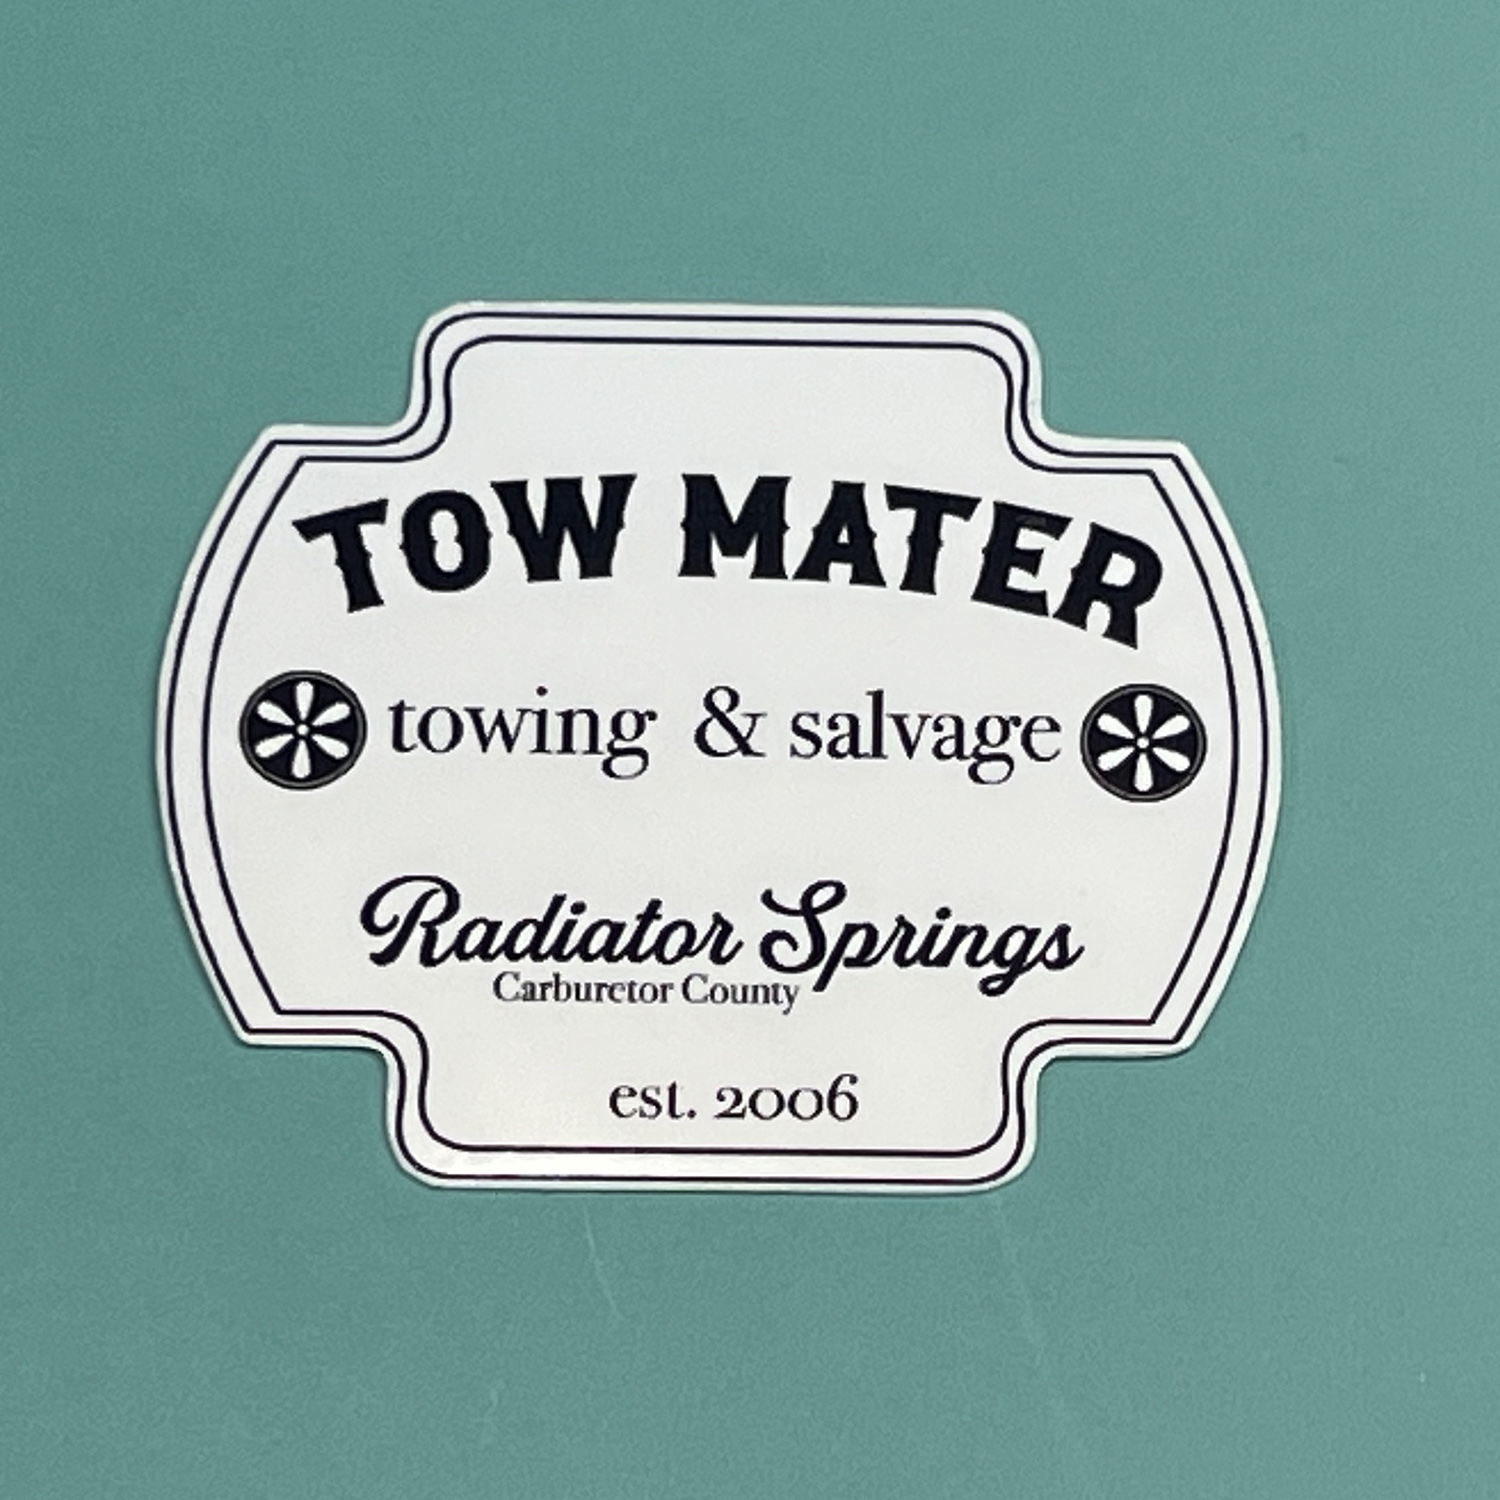 TOW MATER
towing & salvage
Radiator Springs
Carburetor County
est. 2006